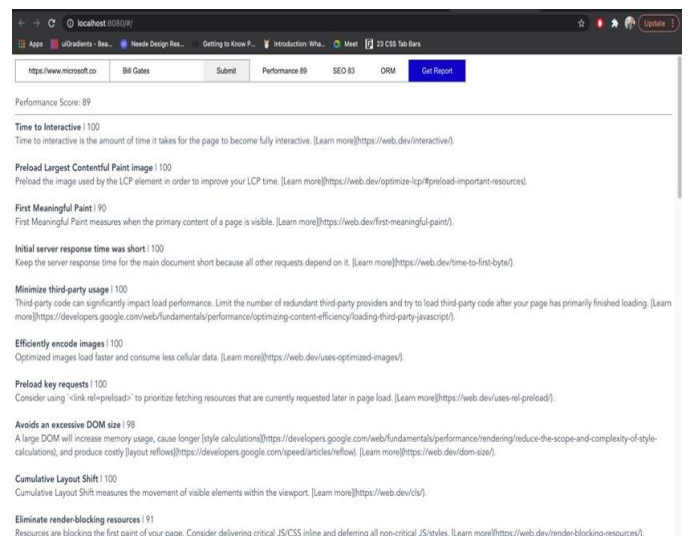 localhost:8080/#/
Update
Apps
uiGradients - Bea...
Neede Design Res...
Getting to Know P...
Introduction: Wha...
Meet
23 CSS Tab Bars
https://www.microsoft.co
Bill Gates
Submit
Performance 89
SEO 83
ORM
Get Report
Performance Score: 89
Time to Interactive | 100
Time to interactive is the amount of time it takes for the page to become fully interactive. [Learn more](https://web.dev/interactive/).
Preload Largest Contentful Paint image | 100
Preload the image used by the LCP element in order to improve your LCP time. [Learn more](https://web.dev/optimize-lcp/#preload-important-resources).
First Meaningful Paint | 90
First Meaningful Paint measures when the primary content of a page is visible. [Learn more](https://web.dev/first-meaningful-paint/).
Initial server response time was short | 100
Keep the server response time for the main document short because all other requests depend on it. [Learn more](https://web.dev/time-to-first-byte/).
Minimize third-party usage | 100
Third-party code can significantly impact load performance. Limit the number of redundant third-party providers and try to load third-party code after your page has primarily finished loading. [Learn
more](https://developers.google.com/web/fundamentals/performance/optimizing-content-efficiency/loading-third-party-javascript/).
Efficiently encode images | 100
Optimized images load faster and consume less cellular data. [Learn more](https://web.dev/uses-optimized-images/).
Preload key requests | 100
Consider using `<link rel=preload>` to prioritize fetching resources that are currently requested later in page load. [Learn more](https://web.dev/uses-rel-preload/).
Avoids an excessive DOM size | 98
A large DOM will increase memory usage, cause longer [style calculations](https://developers.google.com/web/fundamentals/performance/rendering/reduce-the-scope-and-complexity-of-style-
calculations), and produce costly [layout reflows](https://developers.google.com/speed/articles/reflow). [Learn more](https://web.dev/dom-size/).
Cumulative Layout Shift | 100
Cumulative Layout Shift measures the movement of visible elements within the viewport. [Learn more](https://web.dev/cls/).
Eliminate render-blocking resources | 91
Resources are blocking the first paint of your page. Consider delivering critical JS/CSS inline and deferring all non-critical JS/styles. [Learn more](https://web.dev/render-blocking-resources/).